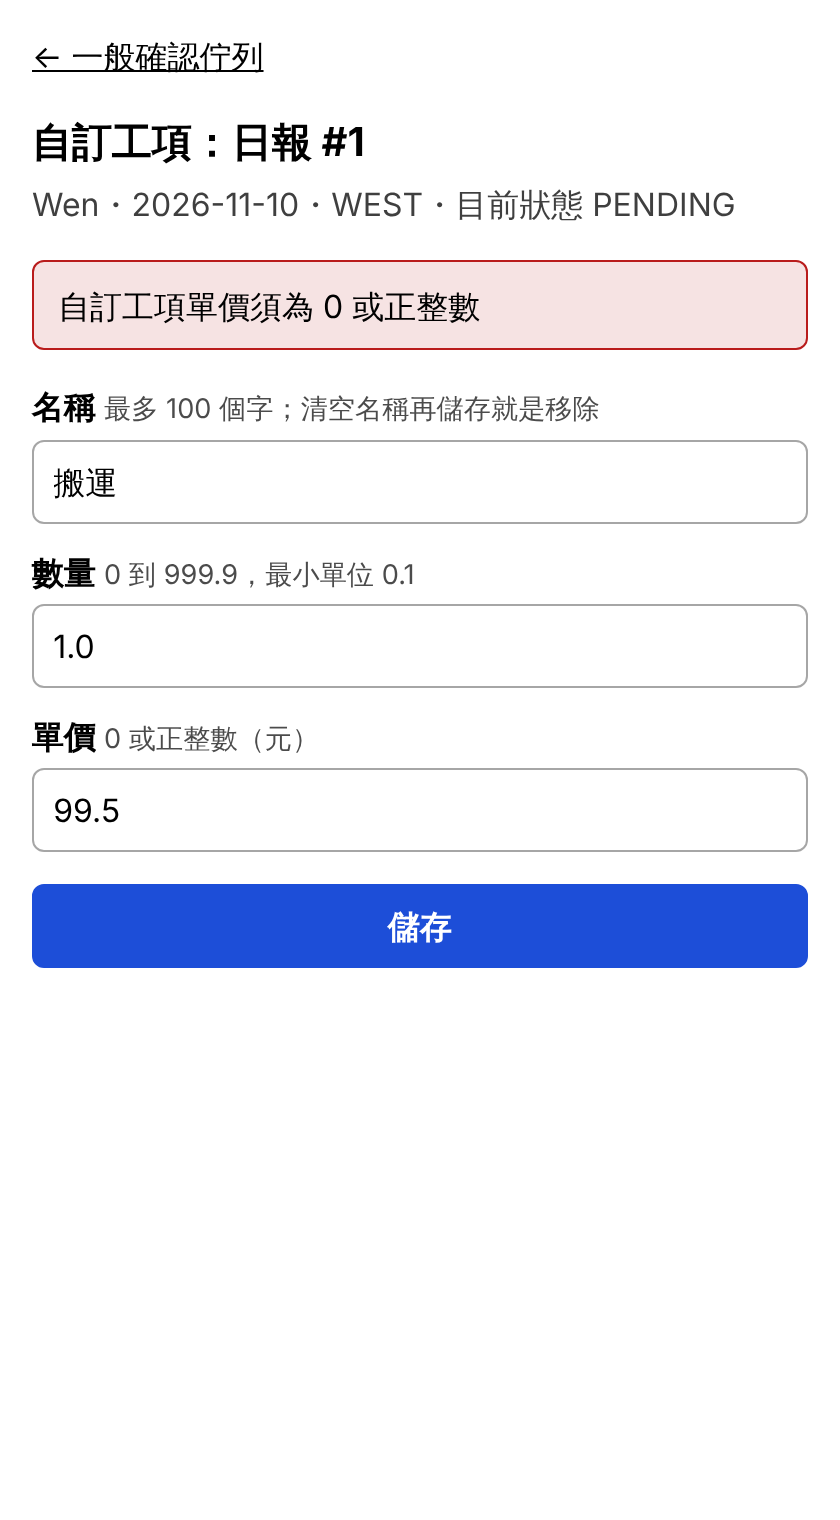 ← 一般確認佇列
自訂工項：日報 #1
Wen・2026-11-10・WEST・目前狀態 PENDING
自訂工項單價須為 0 或正整數
名稱 最多 100 個字；清空名稱再儲存就是移除
搬運
數量 0 到 999.9，最小單位 0.1
1.0
單價 0 或正整數（元）
99.5
儲存